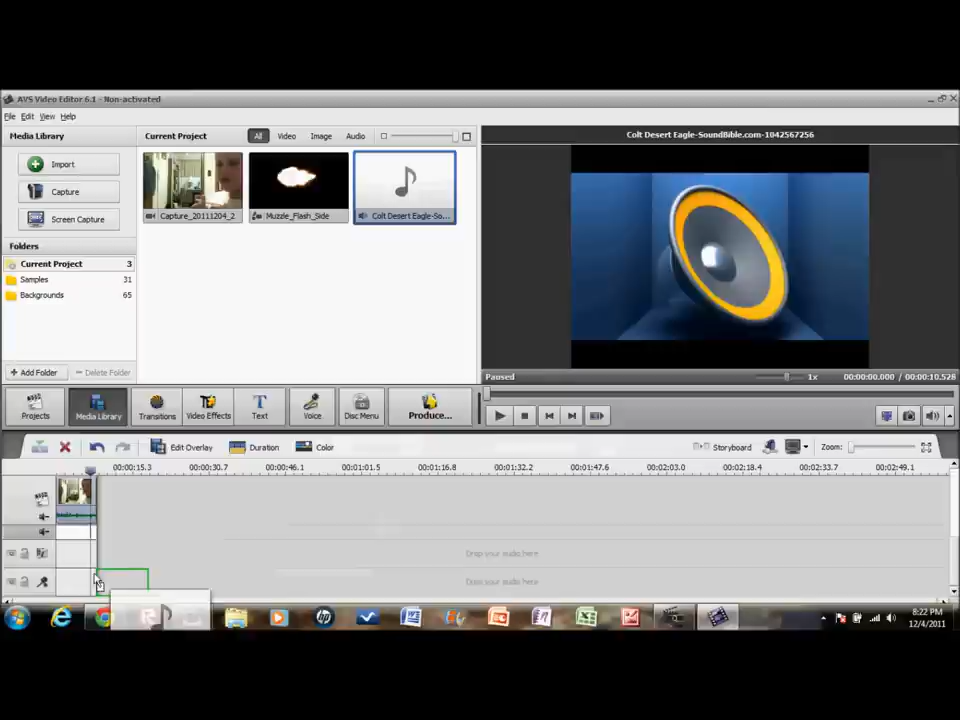 AVS Video Editor 6.1 - Non-activated
File Edit View Help
Media Library
Current Project All Video Image Audio
Colt Desert Eagle-SoundBible.com-1042567256
Import
Capture
Screen Capture
Capture_20111204_2 Muzzle_Flash_Side Colt Desert Eagle-So...
Folders
Current Project 3
Samples 31
Backgrounds 65
Add Folder Delete Folder
Paused 1x 00:00:00.000 / 00:00:10.528
Projects Media Library Transitions Video Effects Text Voice Disc Menu Produce...
Edit Overlay Duration Color Storyboard Zoom:
00:00:15.3 00:00:30.7 00:00:46.1 00:01:01.5 00:01:16.8 00:01:32.2 00:01:47.6 00:02:03.0 00:02:18.4 00:02:33.7 00:02:49.1
Drag your audio here
Drag your audio here
8:22 PM
12/4/2011